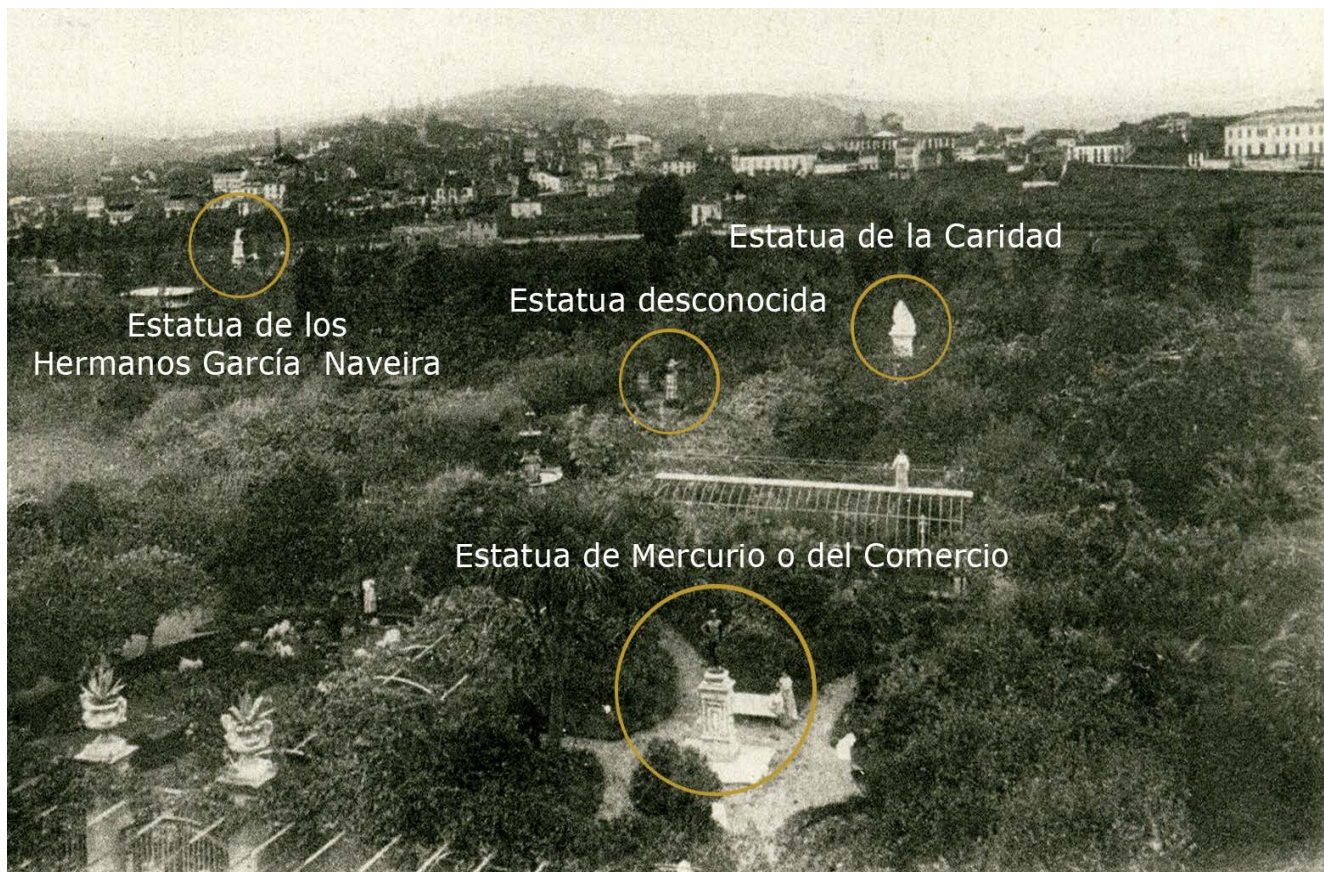 Estatua de la Caridad
Estatua desconocida
Estatua de los
Hermanos García  Naveira
Estatua de Mercurio o del Comercio